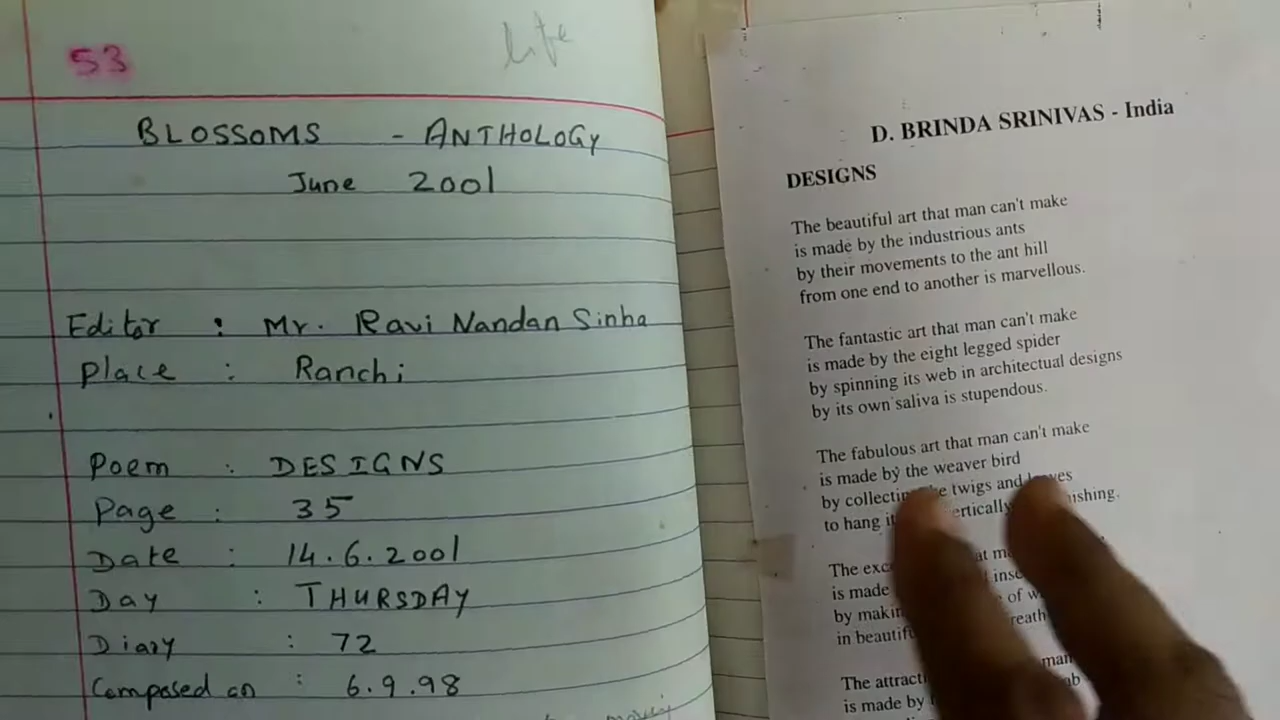 53
life
BLOSSOMS - ANTHOLOGY
June 2001
Editor : Mr. Ravi Nandan Sinha
Place : Ranchi
Poem : DESIGNS
Page : 35
Date : 14.6.2001
Day : THURSDAY
Diary : 72
Composed on : 6.9.98
D. BRINDA SRINIVAS - India
DESIGNS
The beautiful art that man can't make
is made by the industrious ants
by their movements to the ant hill
from one end to another is marvellous.
The fantastic art that man can't make
is made by the eight legged spider
by spinning its web in architectual designs
by its own saliva is stupendous.
The fabulous art that man can't make
is made by the weaver bird
by twigs and
to hang
The
is made
by
in
The
is made by